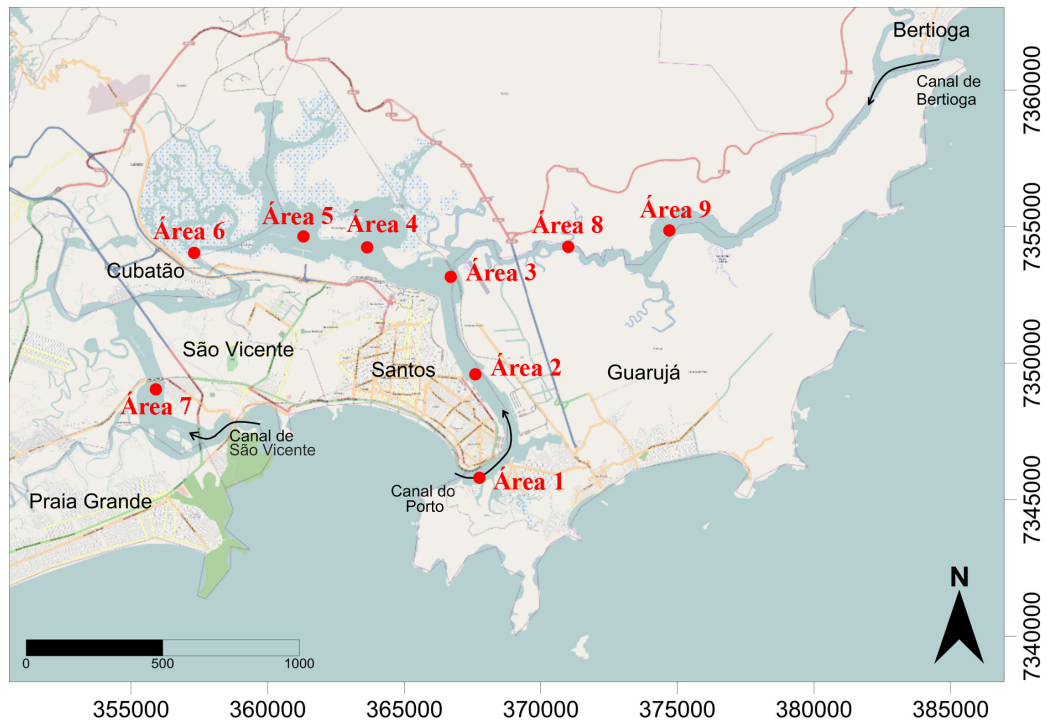 Bertioga
Canal de
Bertioga
7360000
Área 9
Área 5
Área 4
Área 8
Área 6
7355000
Cubatão
Área 3
São Vicente
Santos
Área 2
Guarujá
7350000
Área 7
Canal de
São Vicente
Praia Grande
Canal do
Porto
Área 1
7345000
N
7340000
0
500
1000
355000
360000
365000
370000
375000
380000
385000